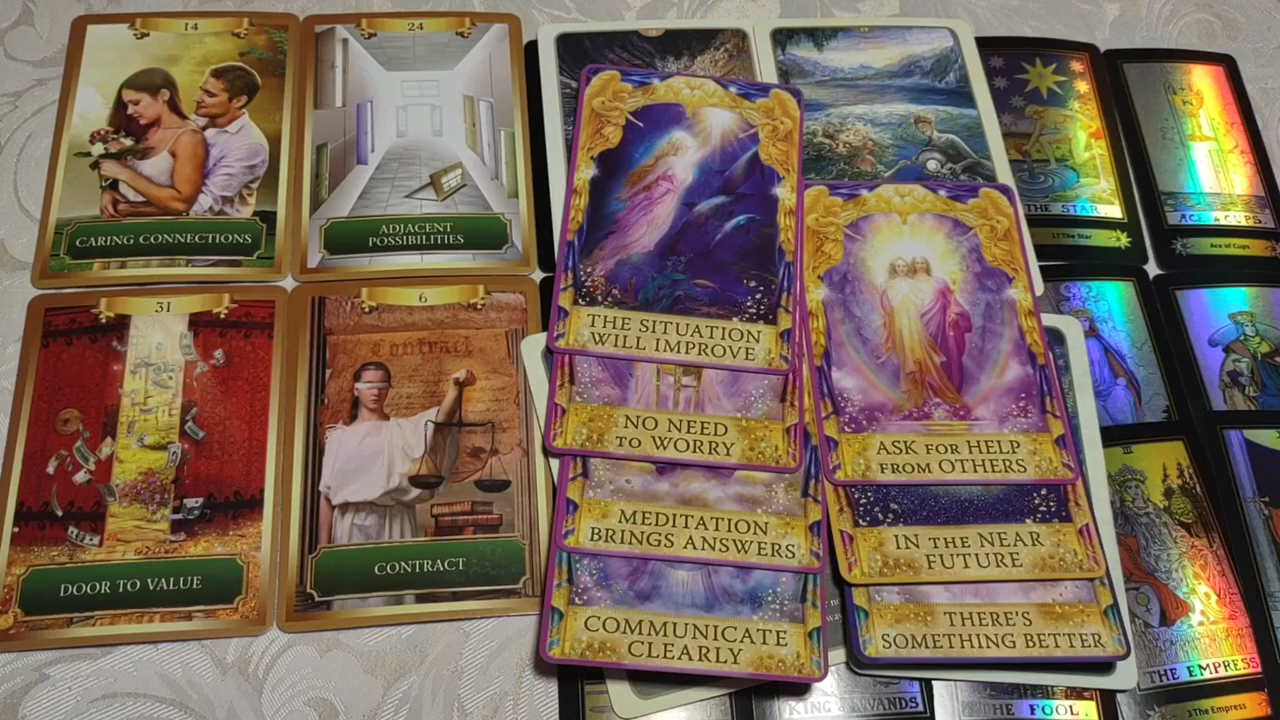 14
CARING CONNECTIONS
24
ADJACENT
POSSIBILITIES
31
DOOR TO VALUE
6
Contract
CONTRACT
THE SITUATION
WILL IMPROVE
NO NEED
TO WORRY
MEDITATION
BRINGS ANSWERS
COMMUNICATE
CLEARLY
ASK FOR HELP
FROM OTHERS
IN THE NEAR
FUTURE
THERE'S
SOMETHING BETTER
THE STAR.
17 The Star
ACE of CUPS.
Ace of Cups
III
THE EMPRESS
3 The Empress
KING of WANDS
THE FOOL.